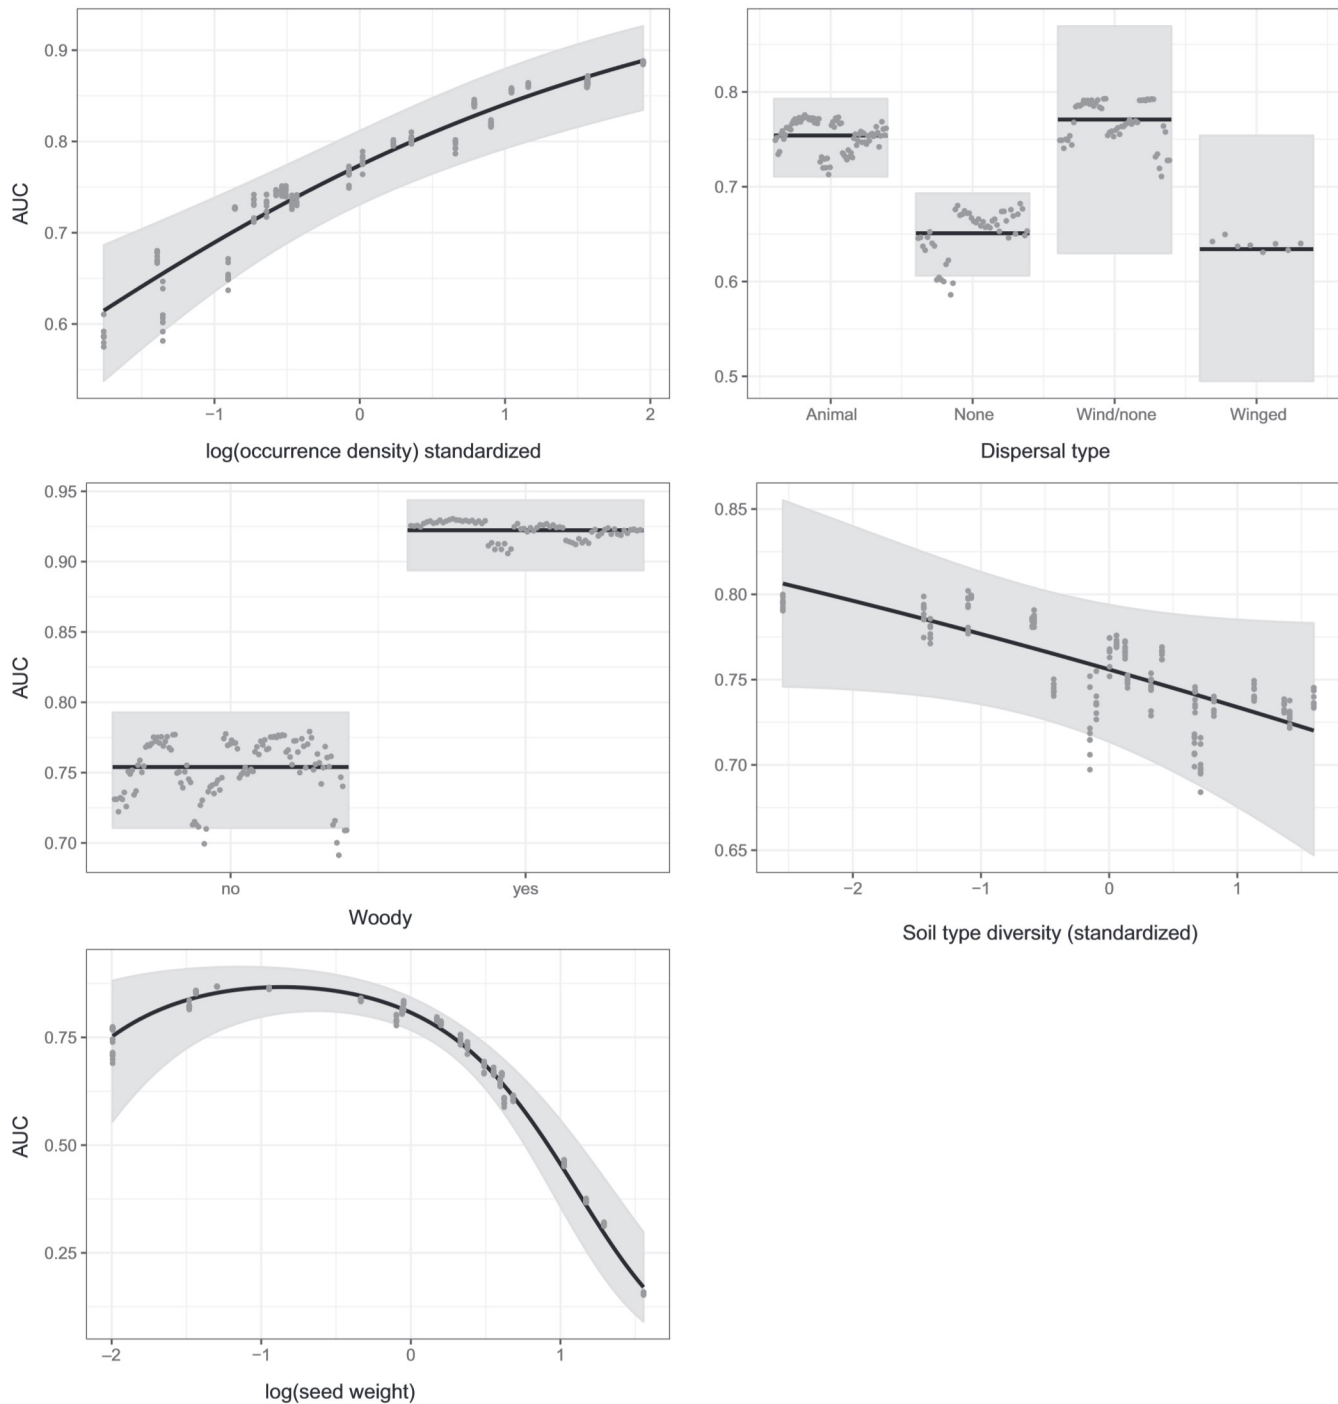 AUC
0.9
0.8
0.7
0.6
−1
0
1
2
log(occurrence density) standardized
0.8
0.7
0.6
0.5
Animal
None
Wind/none
Winged
Dispersal type
AUC
0.95
0.90
0.85
0.80
0.75
0.70
no
yes
Woody
0.85
0.80
0.75
0.70
0.65
−2
−1
0
1
Soil type diversity (standardized)
AUC
0.75
0.50
0.25
−2
−1
0
1
log(seed weight)